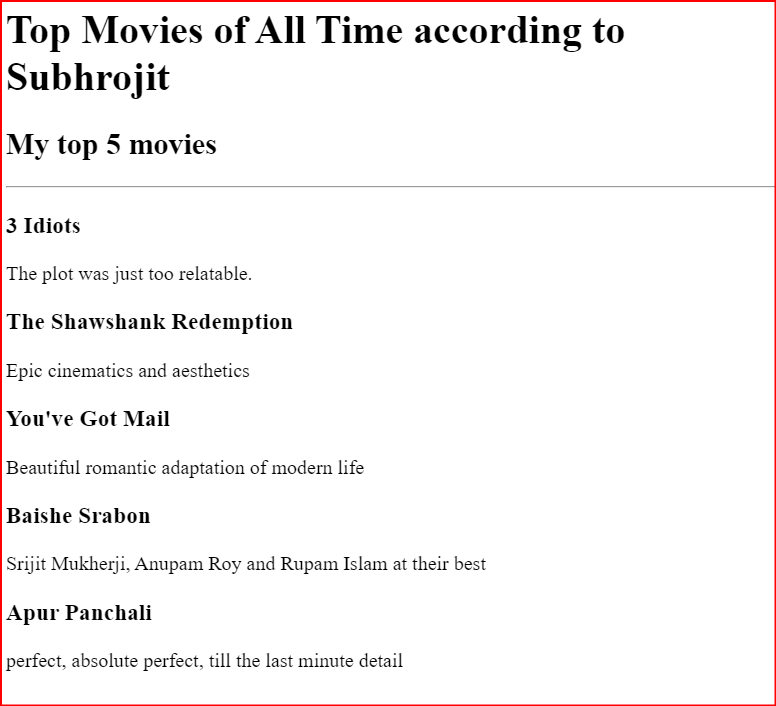 Top Movies of All Time according to
Subhrojit
My top 5 movies
3 Idiots
The plot was just too relatable.
The Shawshank Redemption
Epic cinematics and aesthetics
You've Got Mail
Beautiful romantic adaptation of modern life
Baishe Srabon
Srijit Mukherji, Anupam Roy and Rupam Islam at their best
Apur Panchali
perfect, absolute perfect, till the last minute detail